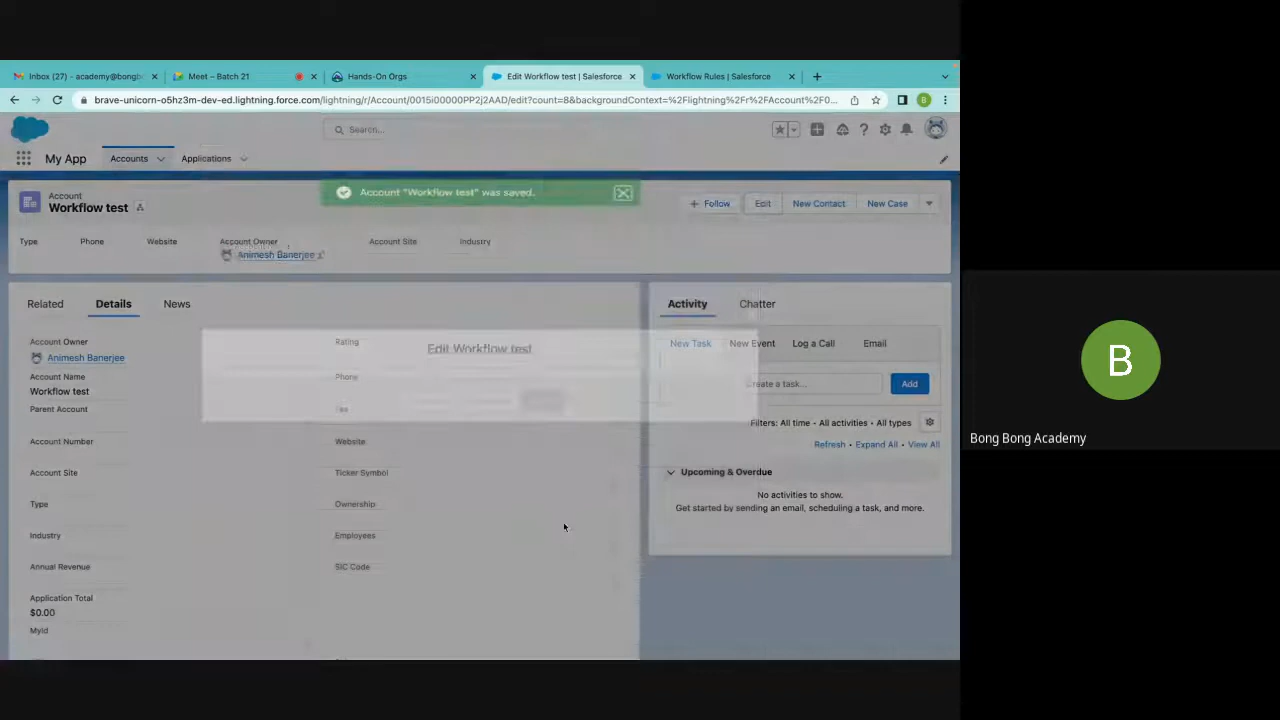 Inbox (27) - academy@bongb
Meet – Batch 21
Hands-On Orgs
Edit Workflow test | Salesforce
Workflow Rules | Salesforce
brave-unicorn-o5hz3m-dev-ed.lightning.force.com/lightning/r/Account/0015i00000PP2j2AAD/edit?count=8&backgroundContext=%2Flightning%2Fr%2FAccount%2F0...
B
Search...
My App
Accounts
Applications
Account "Workflow test" was saved.
Account
Workflow test
+ Follow
Edit
New Contact
New Case
Type
Phone
Website
Account Owner
Account Site
Industry
Animesh Banerjee
Related
Details
News
Activity
Chatter
Account Owner
Animesh Banerjee
Rating
Edit Workflow test
New Task
New Event
Log a Call
Email
Account Name
Workflow test
Phone
reate a task...
Add
Parent Account
Fax
Filters: All time • All activities • All types
Account Number
Website
Refresh • Expand All • View All
Account Site
Ticker Symbol
Upcoming & Overdue
Type
Ownership
No activities to show.
Get started by sending an email, scheduling a task, and more.
Industry
Employees
Annual Revenue
SIC Code
Application Total
$0.00
MyId
B
Bong Bong Academy